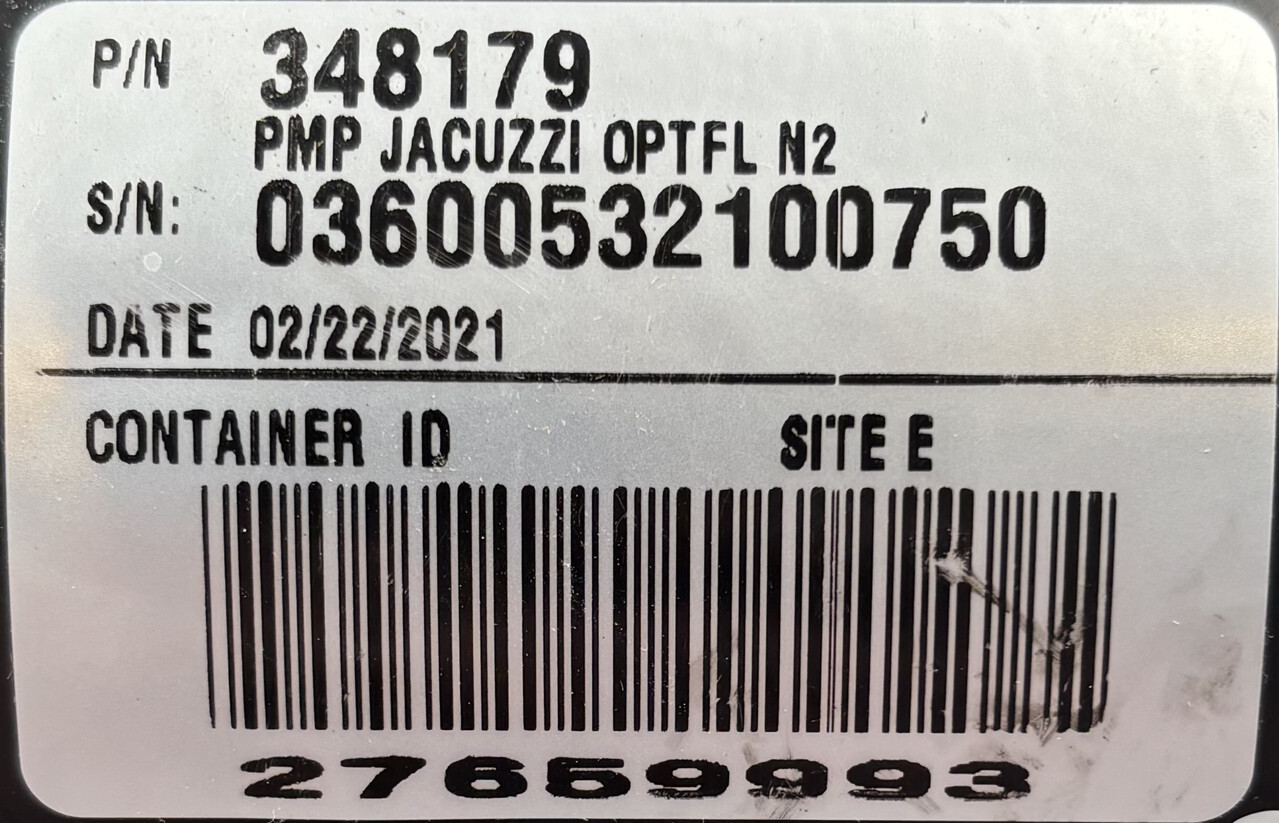 P/N 348179
PMP JACUZZI OPTFL N2
S/N: 03600532100750
DATE 02/22/2021
CONTAINER ID SITE E
27659993